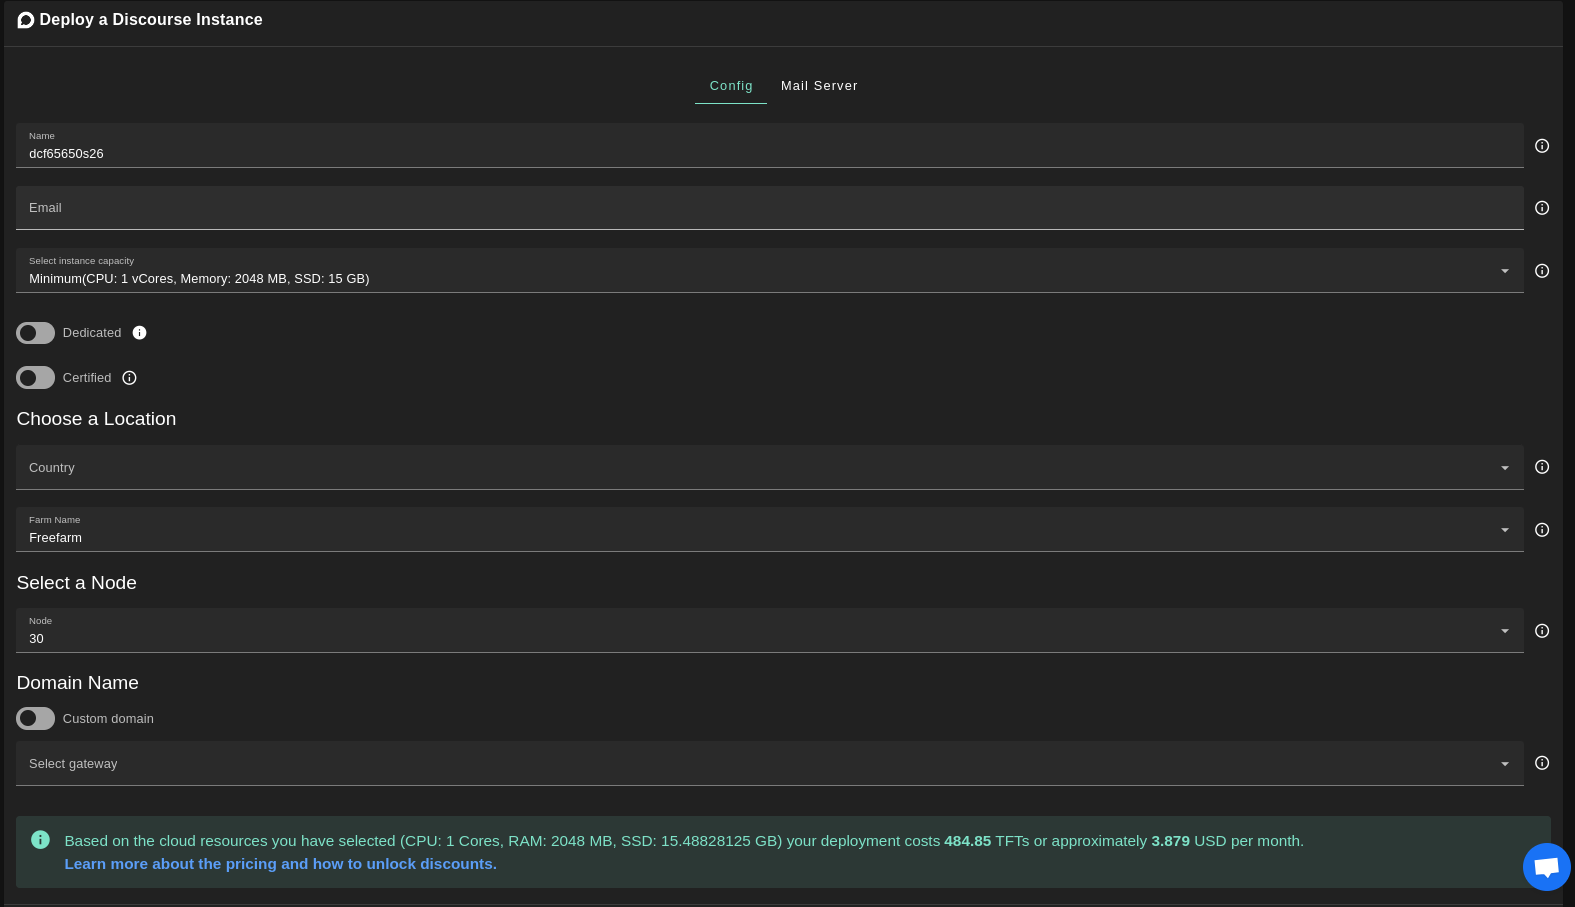 Deploy a Discourse Instance
Config Mail Server
Name
dcf65650s26
Email
Select instance capacity
Minimum(CPU: 1 vCores, Memory: 2048 MB, SSD: 15 GB)
Dedicated
Certified
Choose a Location
Country
Farm Name
Freefarm
Select a Node
Node
30
Domain Name
Custom domain
Select gateway
Based on the cloud resources you have selected (CPU: 1 Cores, RAM: 2048 MB, SSD: 15.48828125 GB) your deployment costs 484.85 TFTs or approximately 3.879 USD per month.
Learn more about the pricing and how to unlock discounts.